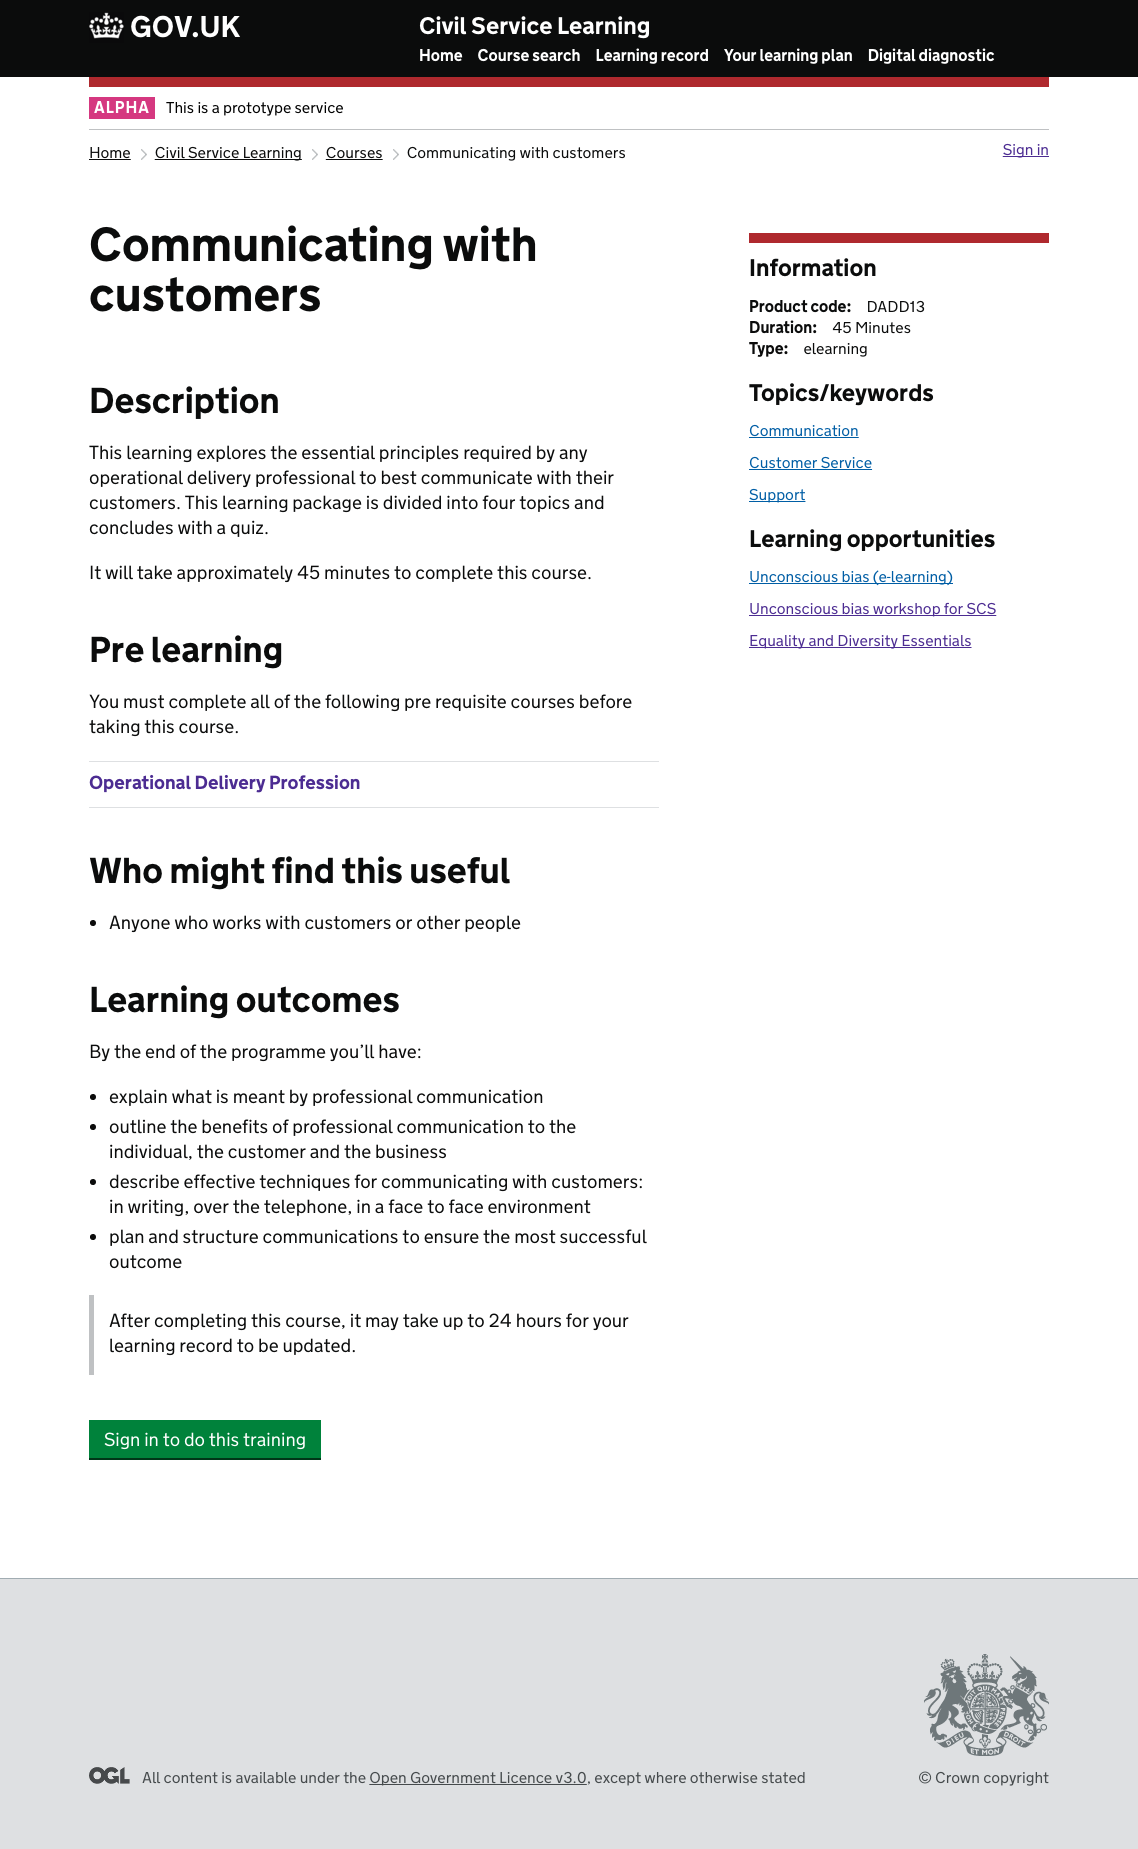 GOV.UK
Civil Service Learning
Home Course search Learning record Your learning plan Digital diagnostic
ALPHA This is a prototype service
Home Civil Service Learning Courses Communicating with customers
Sign in
Communicating with
customers
Description
This learning explores the essential principles required by any
operational delivery professional to best communicate with their
customers. This learning package is divided into four topics and
concludes with a quiz.
It will take approximately 45 minutes to complete this course.
Pre learning
You must complete all of the following pre requisite courses before
taking this course.
Operational Delivery Profession
Who might find this useful
• Anyone who works with customers or other people
Learning outcomes
By the end of the programme you’ll have:
• explain what is meant by professional communication
• outline the benefits of professional communication to the
individual, the customer and the business
• describe effective techniques for communicating with customers:
in writing, over the telephone, in a face to face environment
• plan and structure communications to ensure the most successful
outcome
After completing this course, it may take up to 24 hours for your
learning record to be updated.
Sign in to do this training
Information
Product code: DADD13
Duration: 45 Minutes
Type: elearning
Topics/keywords
Communication
Customer Service
Support
Learning opportunities
Unconscious bias (e-learning)
Unconscious bias workshop for SCS
Equality and Diversity Essentials
DIEU ET MON DROIT
OGL All content is available under the Open Government Licence v3.0, except where otherwise stated
© Crown copyright